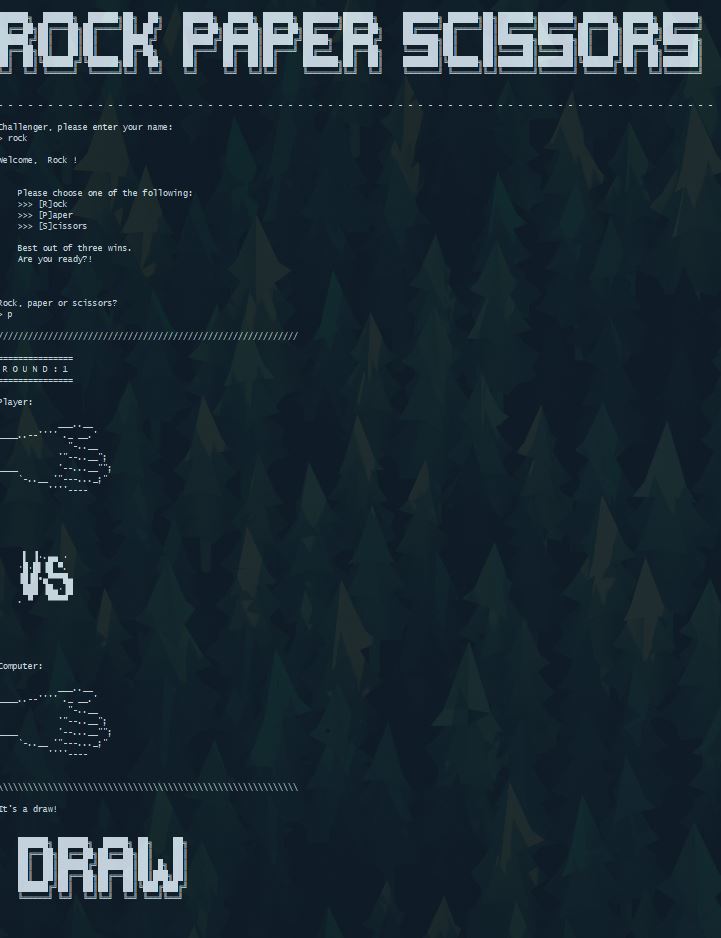 ROCK PAPER SCISSORS
Challenger, please enter your name:
> rock
Welcome, Rock !
Please choose one of the following:
>>> [R]ock
>>> [P]aper
>>> [S]cissors
Best out of three wins.
Are you ready?!
Rock, paper or scissors?
> p
ROUND:1
Player:
VS
Computer:
It's a draw!
DRAW